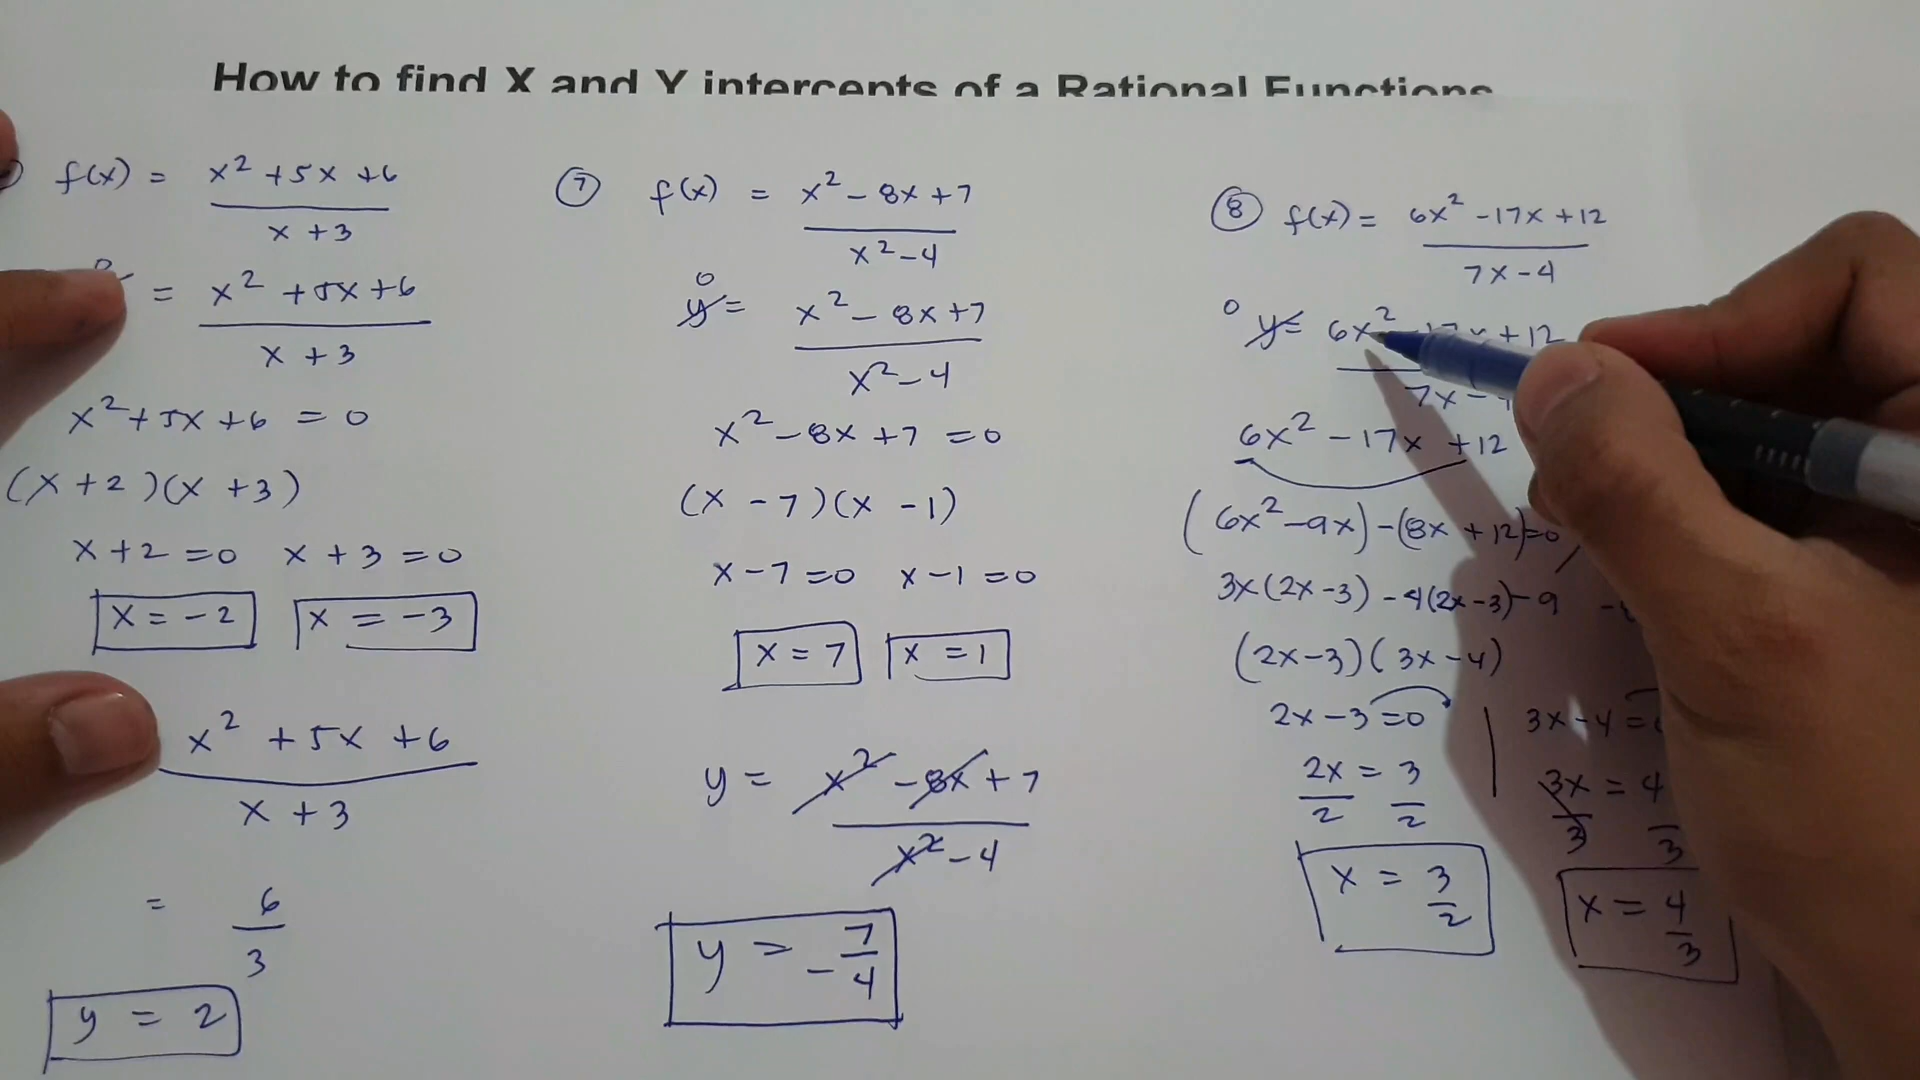 How to find X and Y intercepts of a Rational Functions
f(x) = x² + 5x + 6
x + 3
= x² + 5x + 6
x + 3
x² + 5x + 6 = 0
(x + 2)(x + 3)
x + 2 = 0 x + 3 = 0
x = -2 x = -3
x² + 5x + 6
x + 3
= 6
3
y = 2
7 f(x) = x² - 8x + 7
x² - 4
0
y = x² - 8x + 7
x² - 4
x² - 8x + 7 = 0
(x - 7)(x - 1)
x - 7 = 0 x - 1 = 0
x = 7 x = 1
y = x² - 8x + 7
x² - 4
y = - 7
4
8 f(x) = 6x² - 17x + 12
7x - 4
0
y = 6x² - 17x + 12
7x -
6x² - 17x + 12
(6x² - 9x) - (8x + 12) = 0
3x(2x - 3) - 4(2x - 3) - 9
(2x - 3)(3x - 4)
2x - 3 = 0 3x - 4 =
2x = 3 3x = 4
2 2 3 3
x = 3 x = 4
2 3